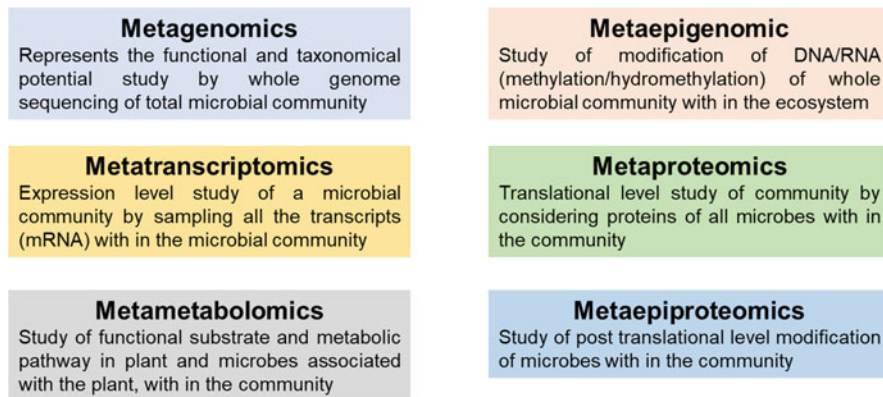 Metagenomics
Represents the functional and taxonomical
potential study by whole genome
sequencing of total microbial community
Metaepigenomic
Study of modification of DNA/RNA
(methylation/hydromethylation) of whole
microbial community with in the ecosystem
Metatranscriptomics
Expression level study of a microbial
community by sampling all the transcripts
(mRNA) with in the microbial community
Metaproteomics
Translational level study of community by
considering proteins of all microbes with in
the community
Metametabolomics
Study of functional substrate and metabolic
pathway in plant and microbes associated
with the plant, with in the community
Metaepiproteomics
Study of post translational level modification
of microbes with in the community